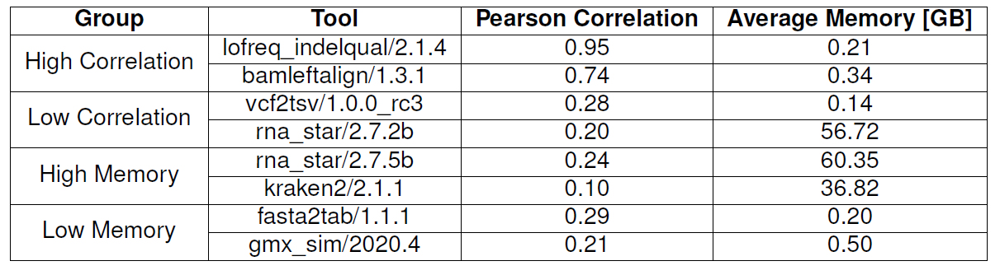 Group Tool Pearson Correlation Average Memory [GB]
High Correlation lofreq_indelqual/2.1.4 0.95 0.21
bamleftalign/1.3.1 0.74 0.34
Low Correlation vcf2tsv/1.0.0_rc3 0.28 0.14
rna_star/2.7.2b 0.20 56.72
High Memory rna_star/2.7.5b 0.24 60.35
kraken2/2.1.1 0.10 36.82
Low Memory fasta2tab/1.1.1 0.29 0.20
gmx_sim/2020.4 0.21 0.50